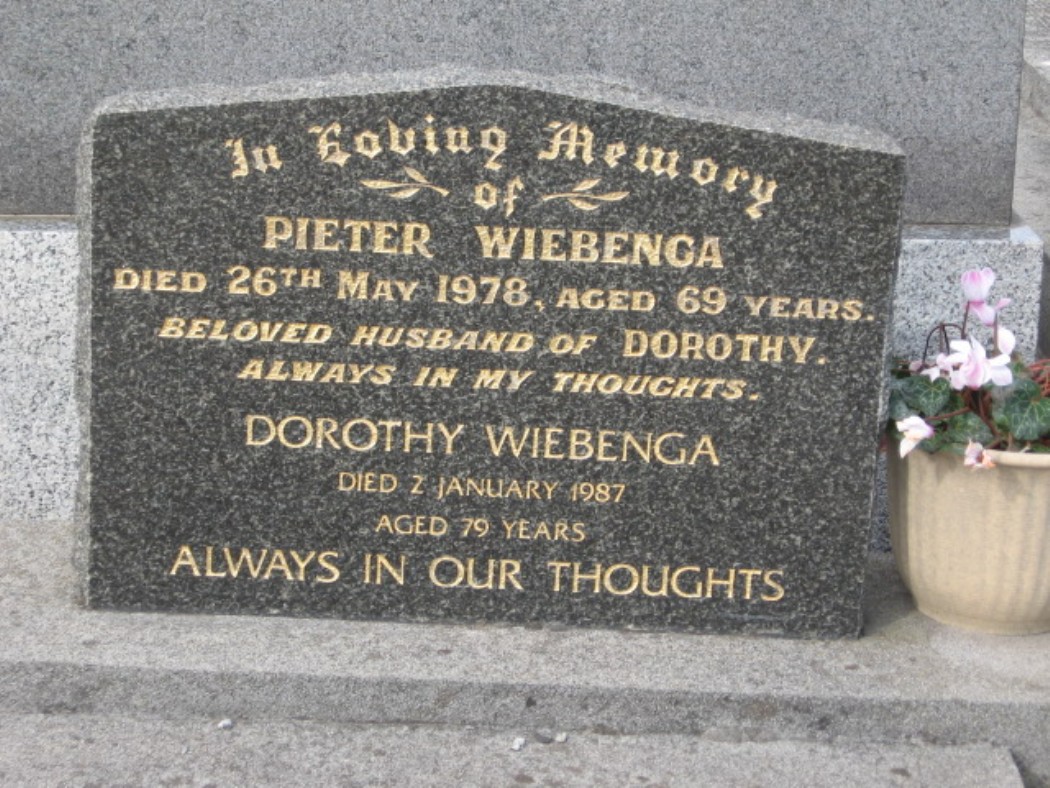 In Loving Memory
of
PIETER WIEBENGA
DIED 26TH MAY 1978, AGED 69 YEARS.
BELOVED HUSBAND OF DOROTHY.
ALWAYS IN MY THOUGHTS.
DOROTHY WIEBENGA
DIED 2 JANUARY 1987
AGED 79 YEARS
ALWAYS IN OUR THOUGHTS